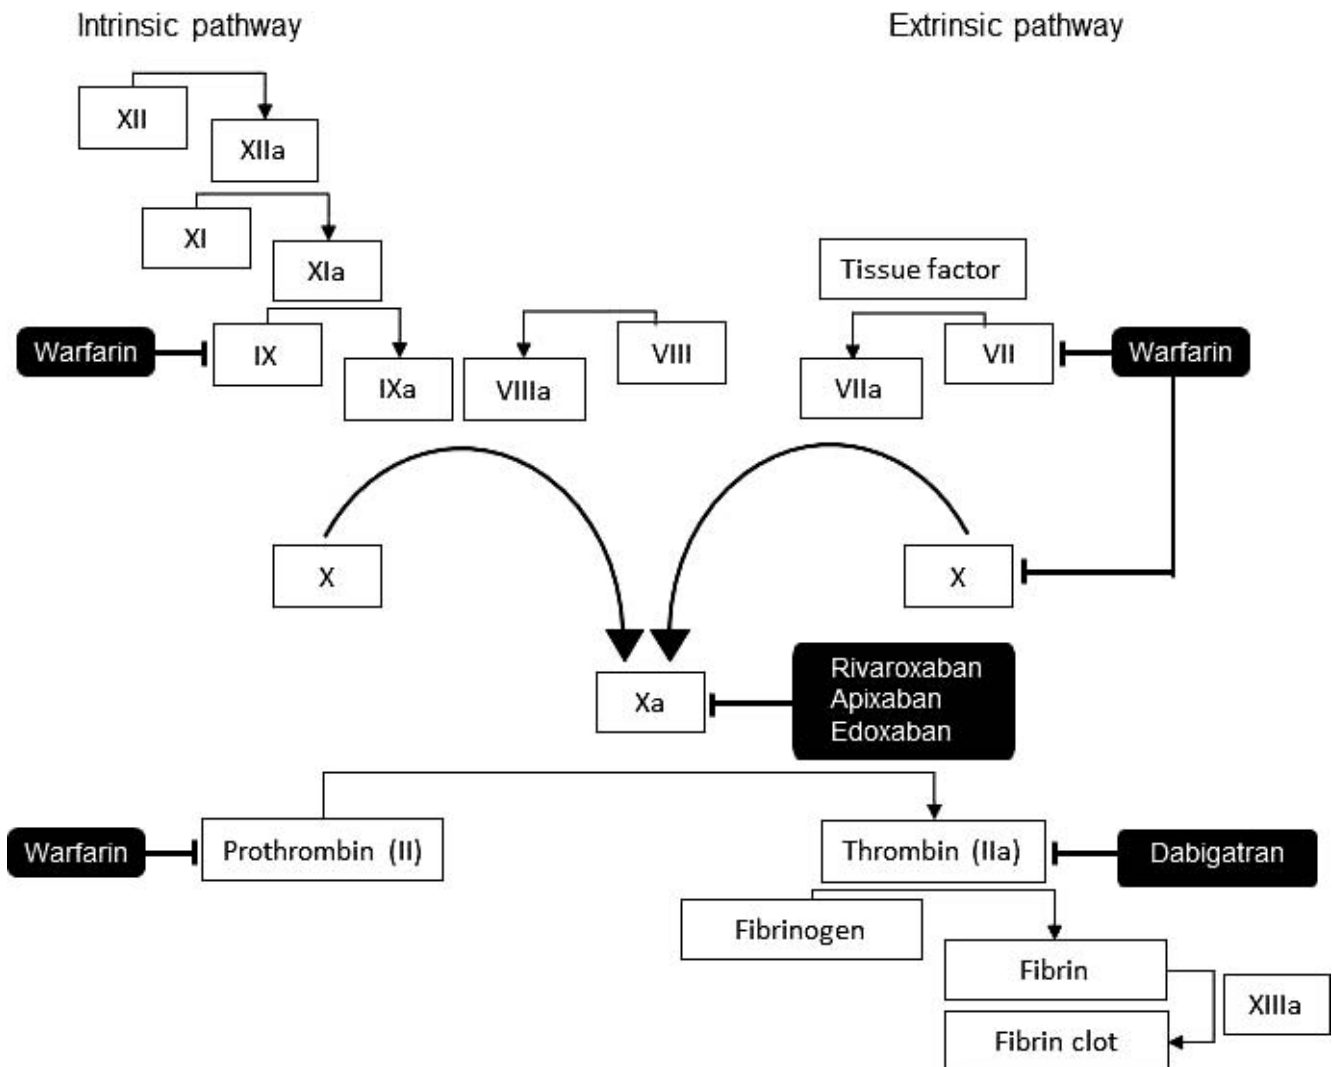 Intrinsic pathway
Extrinsic pathway
XII
XIIa
XI
XIa
Tissue factor
Warfarin
IX
IXa
VIIIa
VIII
VIIa
VII
Warfarin
X
X
Xa
Rivaroxaban
Apixaban
Edoxaban
Warfarin
Prothrombin (II)
Thrombin (IIa)
Dabigatran
Fibrinogen
Fibrin
XIIIa
Fibrin clot